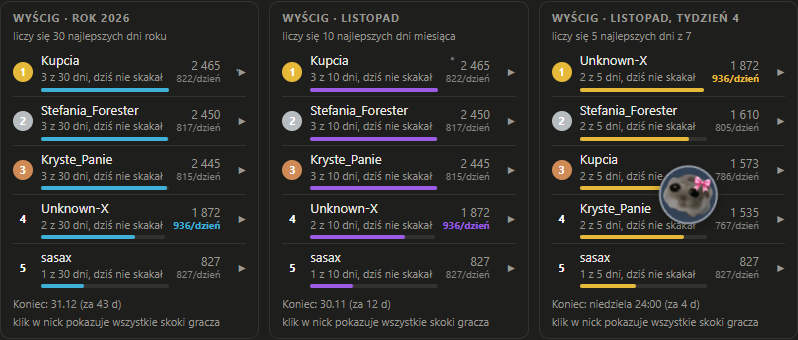 WYŚCIG · ROK 2026
liczy się 30 najlepszych dni roku
1 Kupcia 2 465
3 z 30 dni, dziś nie skakał 822/dzień
2 Stefania_Forester 2 450
3 z 30 dni, dziś nie skakał 817/dzień
3 Kryste_Panie 2 445
3 z 30 dni, dziś nie skakał 815/dzień
4 Unknown-X 1 872
2 z 30 dni, dziś nie skakał 936/dzień
5 sasax 827
1 z 30 dni, dziś nie skakał 827/dzień
Koniec: 31.12 (za 43 d)
klik w nick pokazuje wszystkie skoki gracza
WYŚCIG · LISTOPAD
liczy się 10 najlepszych dni miesiąca
1 Kupcia * 2 465
3 z 10 dni, dziś nie skakał 822/dzień
2 Stefania_Forester 2 450
3 z 10 dni, dziś nie skakał 817/dzień
3 Kryste_Panie 2 445
3 z 10 dni, dziś nie skakał 815/dzień
4 Unknown-X 1 872
2 z 10 dni, dziś nie skakał 936/dzień
5 sasax 827
1 z 10 dni, dziś nie skakał 827/dzień
Koniec: 30.11 (za 12 d)
klik w nick pokazuje wszystkie skoki gracza
WYŚCIG · LISTOPAD, TYDZIEŃ 4
liczy się 5 najlepszych dni z 7
1 Unknown-X 1 872
2 z 5 dni, dziś nie skakał 936/dzień
2 Stefania_Forester 1 610
2 z 5 dni, dziś nie skakał 805/dzień
3 Kupcia 1 573
2 z 5 dni, dziś nie 786/dzień
4 Kryste_Panie 1 535
2 z 5 dni, dziś nie skakał 767/dzień
5 sasax 827
1 z 5 dni, dziś nie skakał 827/dzień
Koniec: niedziela 24:00 (za 4 d)
klik w nick pokazuje wszystkie skoki gracza